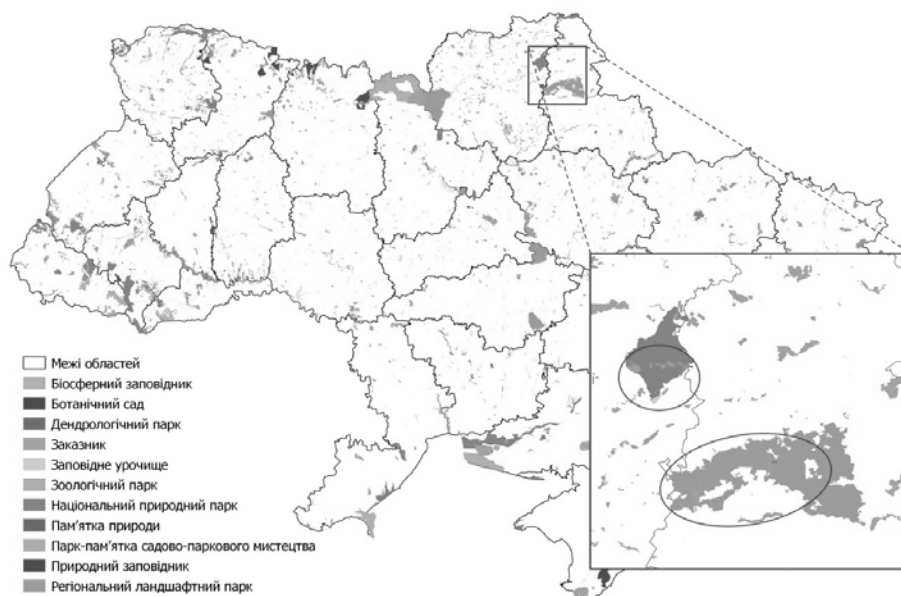 Межі областей
Біосферний заповідник
Ботанічний сад
Дендрологічний парк
Заказник
Заповідне урочище
Зоологічний парк
Національний природний парк
Пам'ятка природи
Парк-пам'ятка садово-паркового мистецтва
Природний заповідник
Регіональний ландшафтний парк